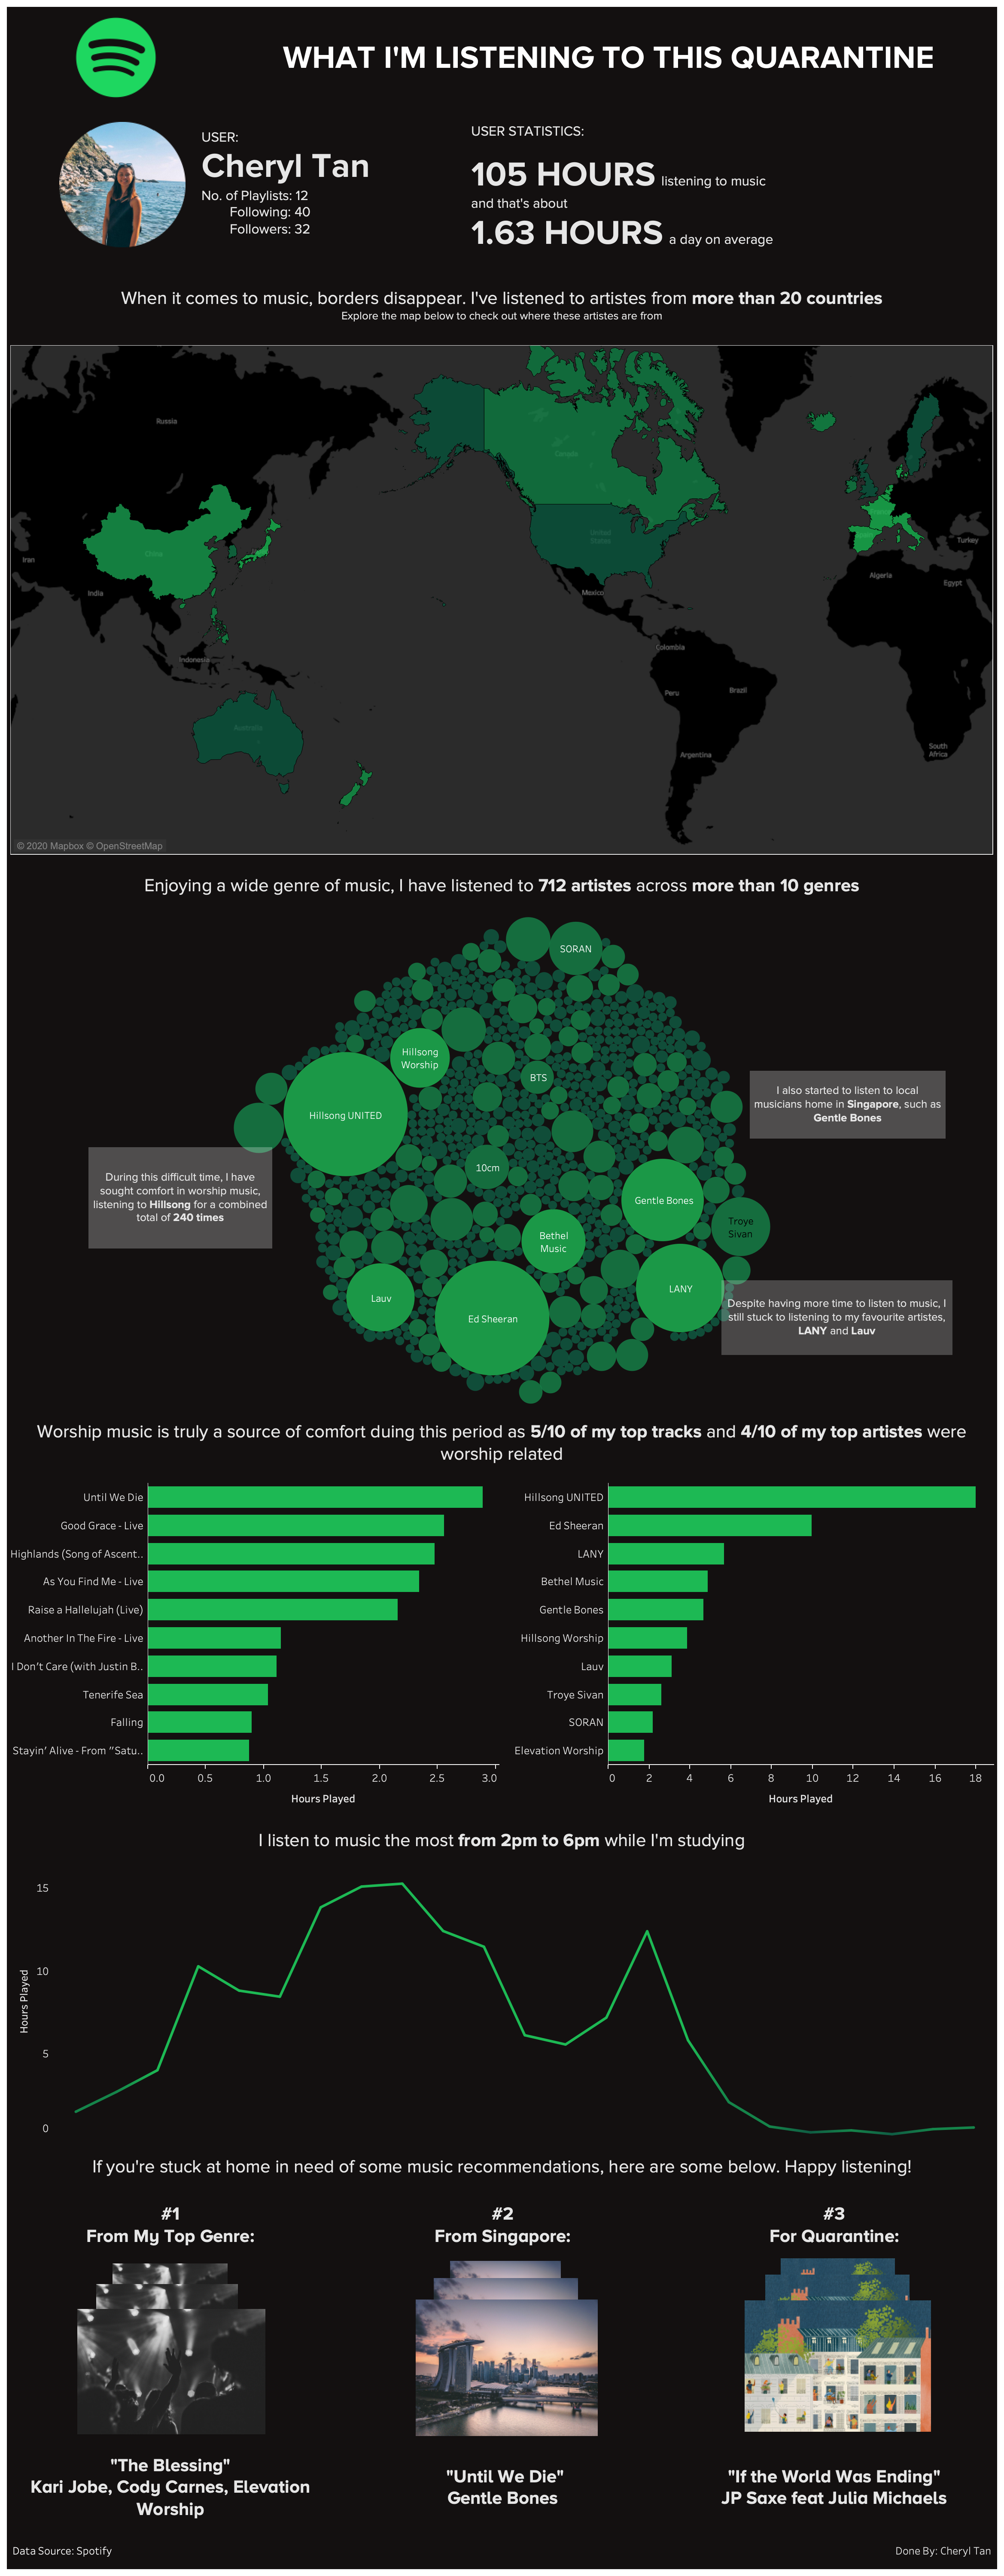 WHAT I'M LISTENING TO THIS QUARANTINE
USER:
Cheryl Tan
No. of Playlists: 12
Following: 40
Followers: 32
USER STATISTICS:
105 HOURS listening to music
and that's about
1.63 HOURS a day on average
When it comes to music, borders disappear. I've listened to artistes from more than 20 countries
Explore the map below to check out where these artistes are from
Russia
Canada
United
States
China
Iran
India
Turkey
Algeria
Egypt
Mexico
Indonesia
Colombia
Peru
Brazil
Australia
Argentina
South
Africa
© 2020 Mapbox © OpenStreetMap
Enjoying a wide genre of music, I have listened to 712 artistes across more than 10 genres
SORAN
Hillsong
Worship
BTS
Hillsong UNITED
I also started to listen to local
musicians home in Singapore, such as
Gentle Bones
During this difficult time, I have
sought comfort in worship music,
listening to Hillsong for a combined
total of 240 times
10cm
Gentle Bones
Troye
Sivan
Bethel
Music
Lauv
Ed Sheeran
LANY
Despite having more time to listen to music, I
still stuck to listening to my favourite artistes,
LANY and Lauv
Worship music is truly a source of comfort duing this period as 5/10 of my top tracks and 4/10 of my top artistes were
worship related
Until We Die
Good Grace - Live
Highlands (Song of Ascent..
As You Find Me - Live
Raise a Hallelujah (Live)
Another In The Fire - Live
I Don't Care (with Justin B..
Tenerife Sea
Falling
Stayin' Alive - From "Satu..
0.0 0.5 1.0 1.5 2.0 2.5 3.0
Hours Played
Hillsong UNITED
Ed Sheeran
LANY
Bethel Music
Gentle Bones
Hillsong Worship
Lauv
Troye Sivan
SORAN
Elevation Worship
0 2 4 6 8 10 12 14 16 18
Hours Played
I listen to music the most from 2pm to 6pm while I'm studying
15
10
5
0
Hours Played
If you're stuck at home in need of some music recommendations, here are some below. Happy listening!
#1
From My Top Genre:
#2
From Singapore:
#3
For Quarantine:
"The Blessing"
Kari Jobe, Cody Carnes, Elevation
Worship
"Until We Die"
Gentle Bones
"If the World Was Ending"
JP Saxe feat Julia Michaels
Data Source: Spotify
Done By: Cheryl Tan